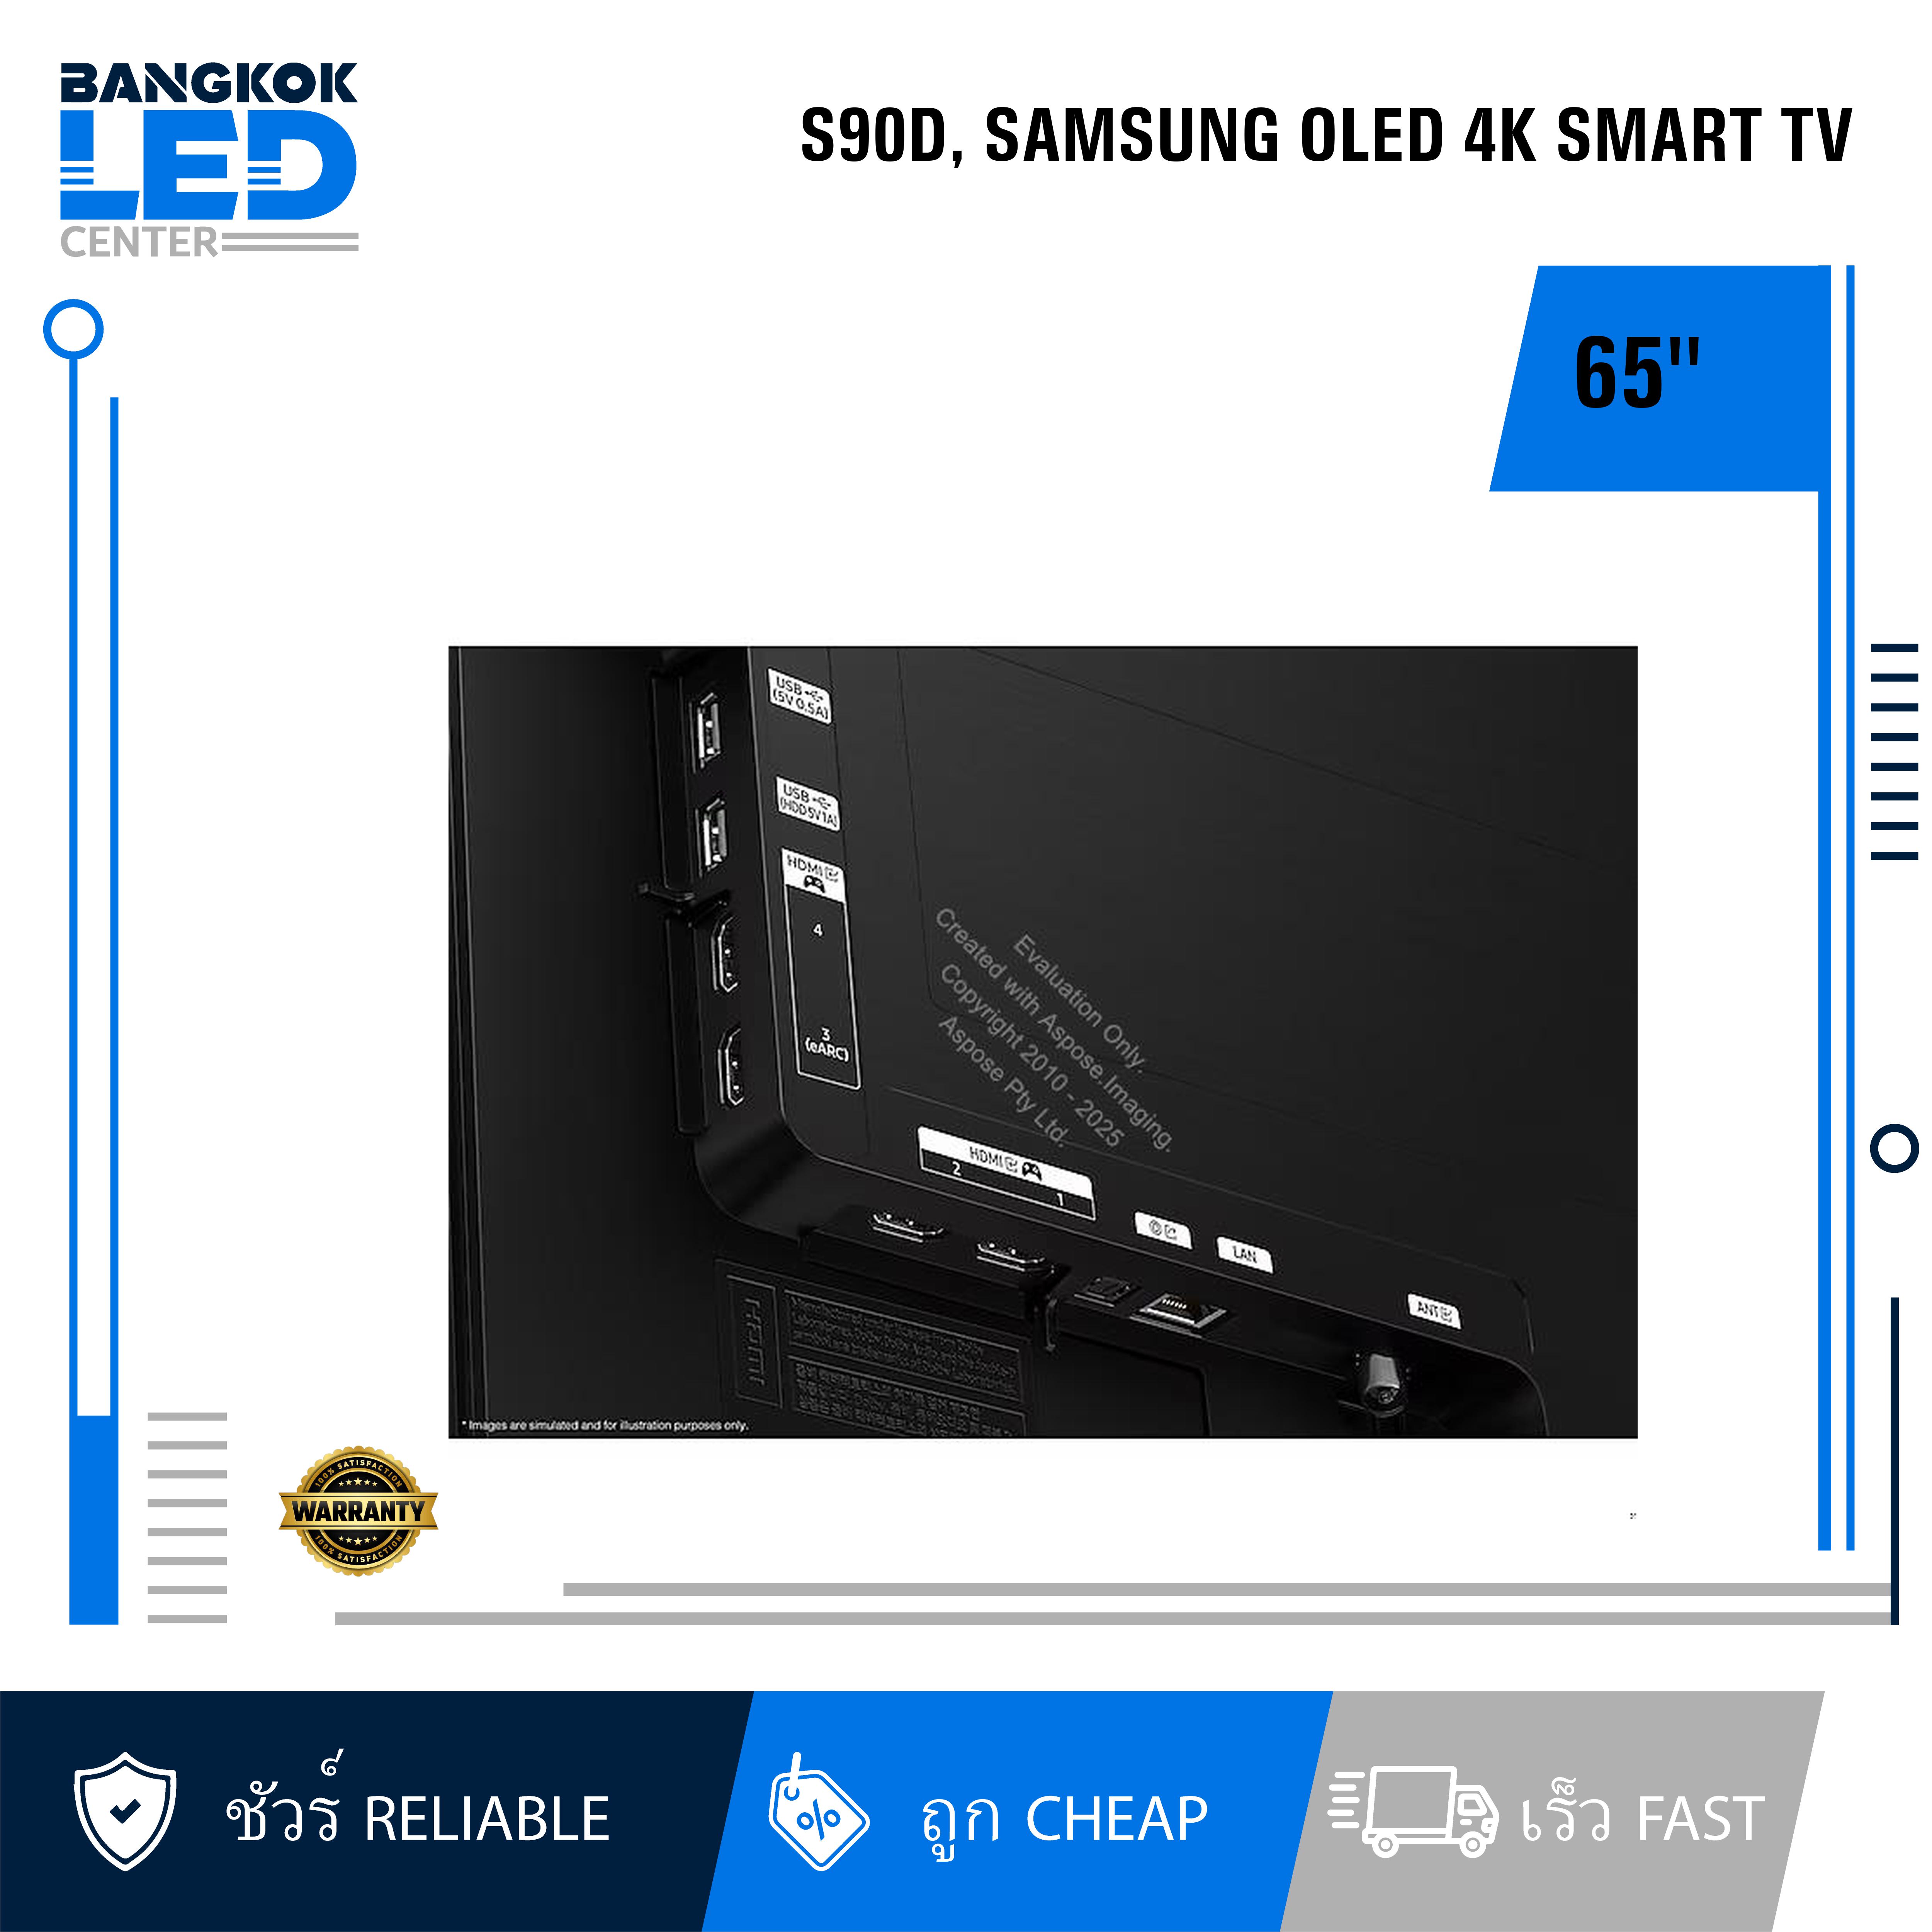 BANGKOK
LED
CENTER
S90D, SAMSUNG OLED 4K SMART TV
65"
USB
(5V 0.5A)
USB
(HDD 5V 1A)
HDMI
4
3
(eARC)
Evaluation Only.
Created with Aspose.Imaging.
Copyright 2010 - 2025
Aspose Pty Ltd.
HDMI
2
1
LAN
ANT
HDMI
* Images are simulated and for illustration purposes only.
100% SATISFACTION
WARRANTY
100% SATISFACTION
ชัวร์ RELIABLE
ถูก CHEAP
เร็ว FAST